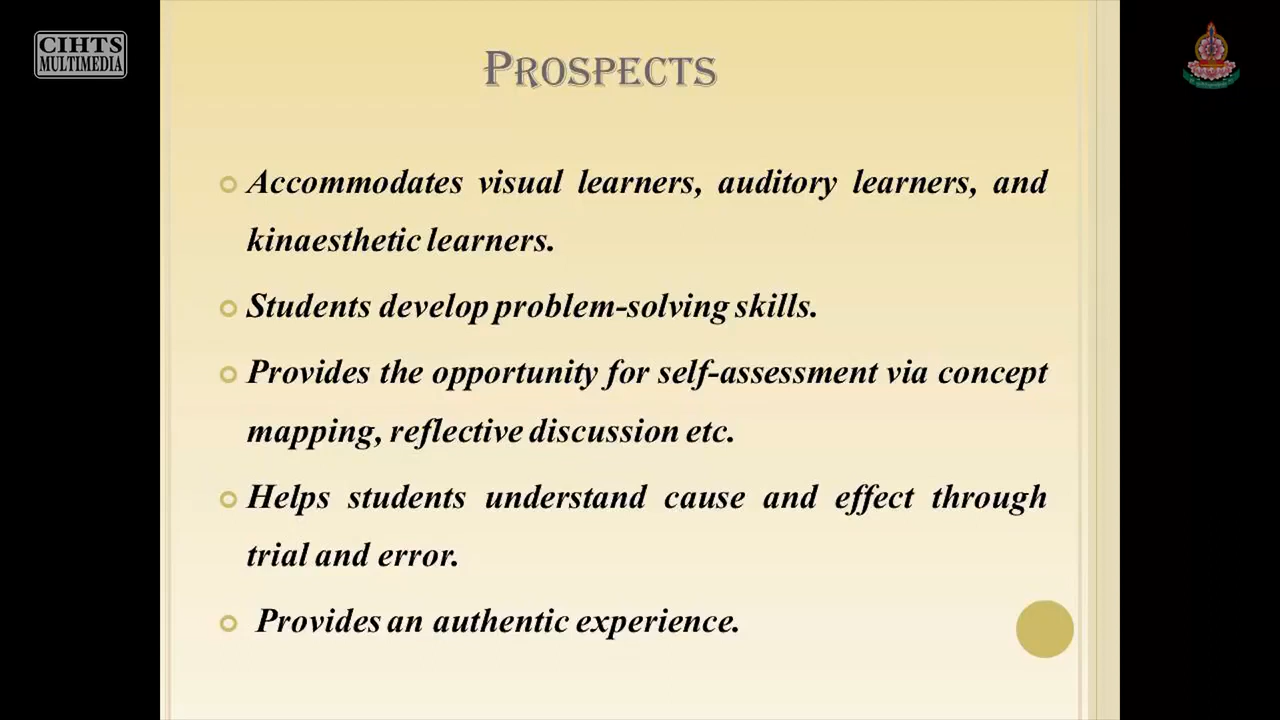 CIHTS
MULTIMEDIA
PROSPECTS
Accommodates visual learners, auditory learners, and
kinaesthetic learners.
Students develop problem-solving skills.
Provides the opportunity for self-assessment via concept
mapping, reflective discussion etc.
Helps students understand cause and effect through
trial and error.
Provides an authentic experience.